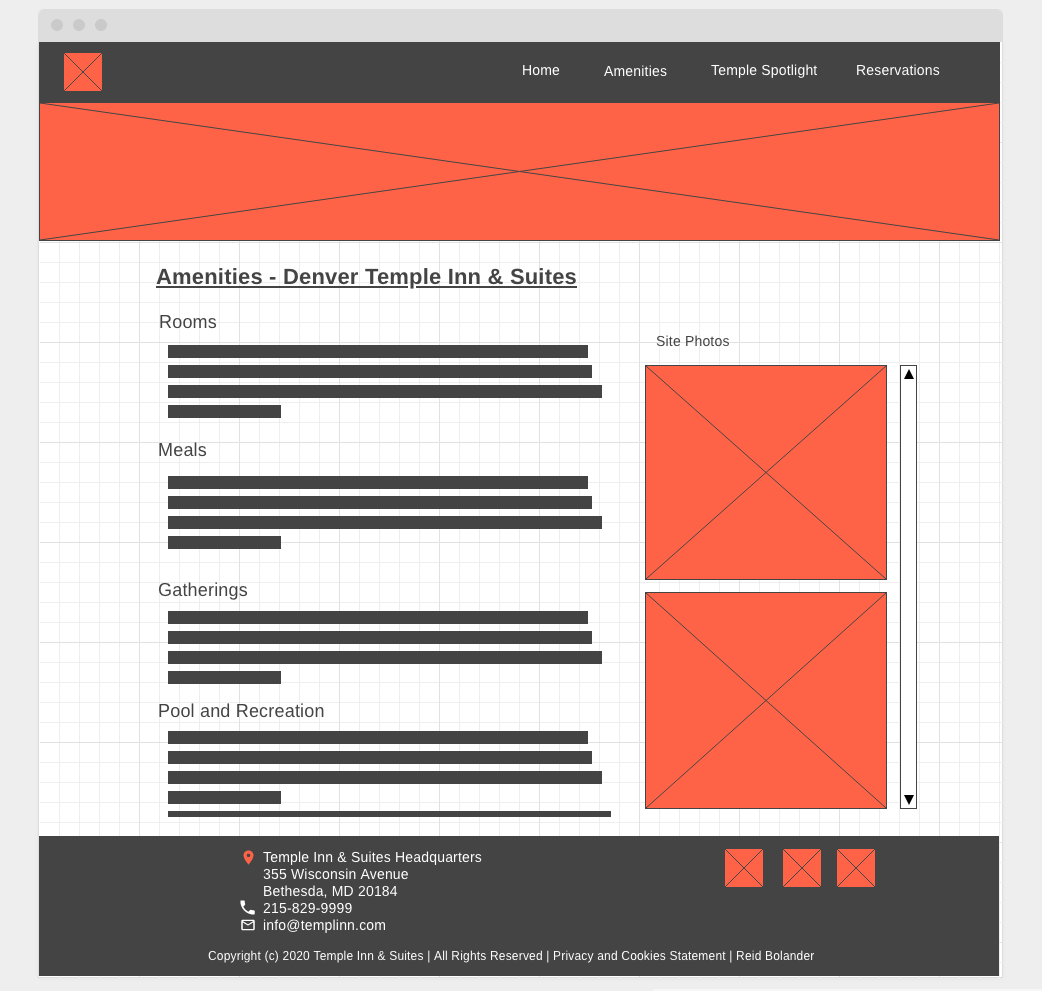 Home Amenities Temple Spotlight Reservations
Amenities - Denver Temple Inn & Suites
Rooms
Site Photos
Meals
Gatherings
Pool and Recreation
Temple Inn & Suites Headquarters
355 Wisconsin Avenue
Bethesda, MD 20184
215-829-9999
info@templinn.com
Copyright (c) 2020 Temple Inn & Suites | All Rights Reserved | Privacy and Cookies Statement | Reid Bolander